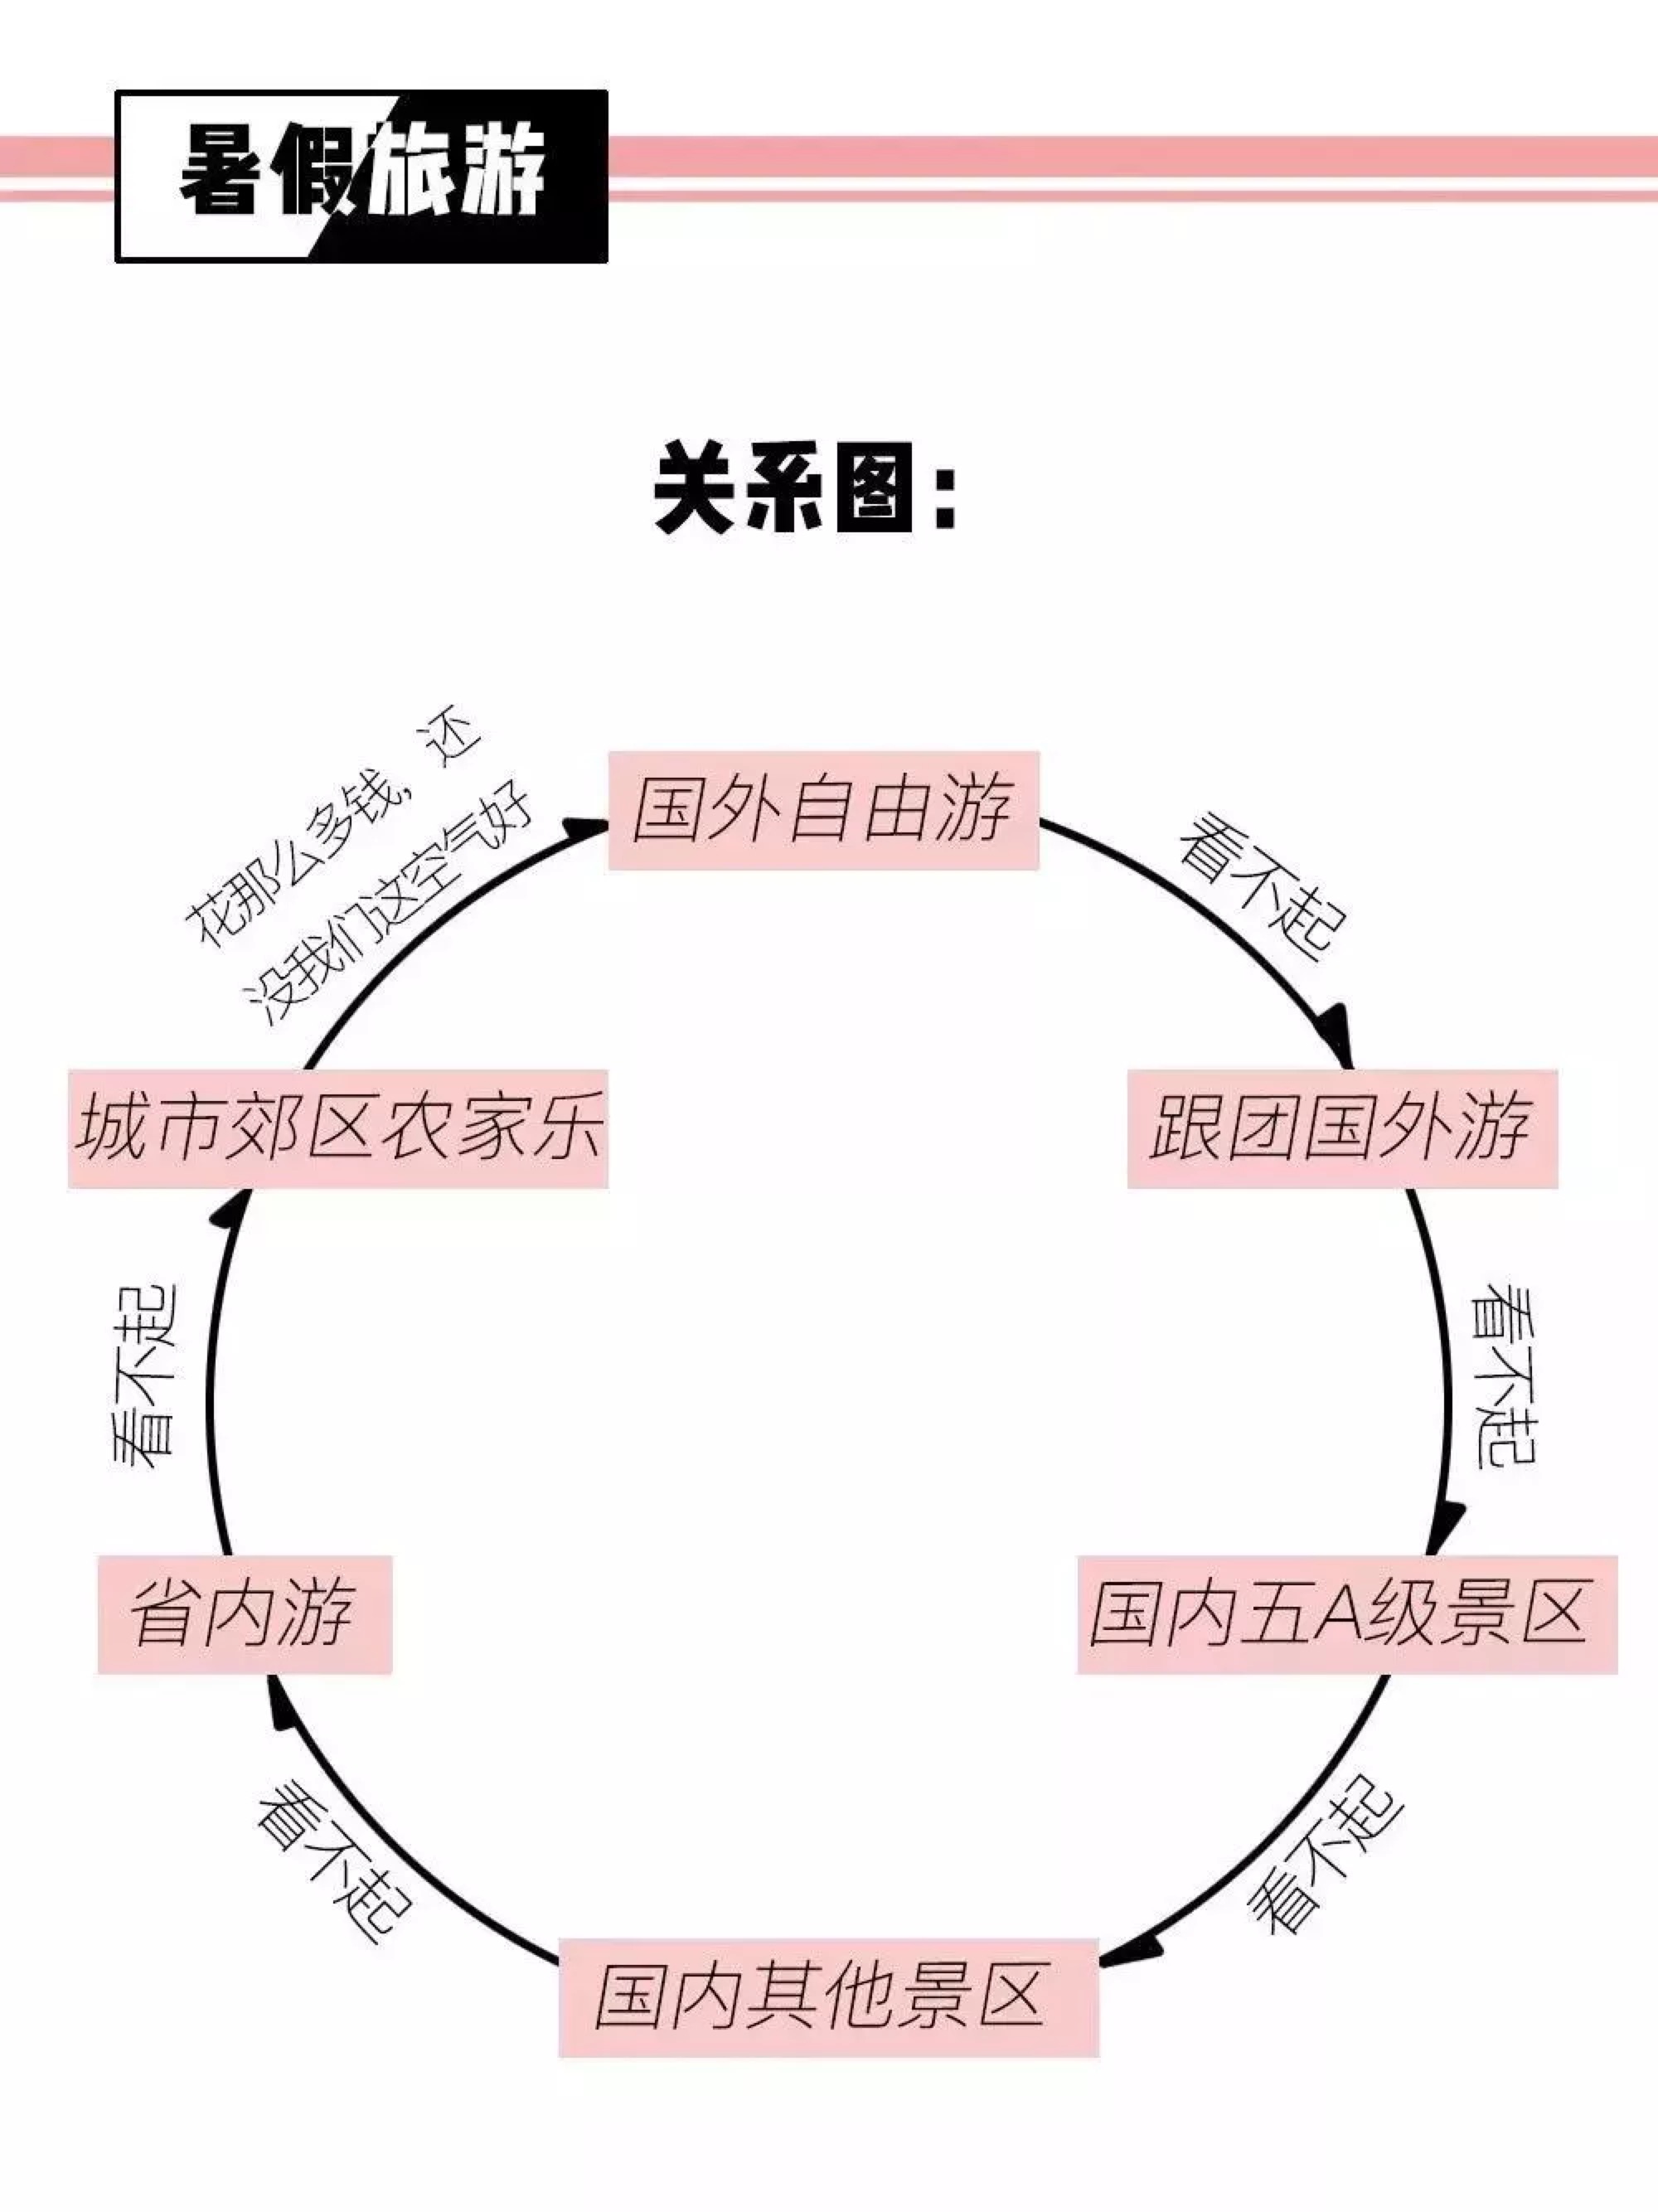 暑假旅游
关系图：
花那么多钱，还
没我们这空气好
国外自由游
看不起
城市郊区农家乐
跟团国外游
看不起
看不起
省内游
国内五A级景区
看不起
看不起
国内其他景区